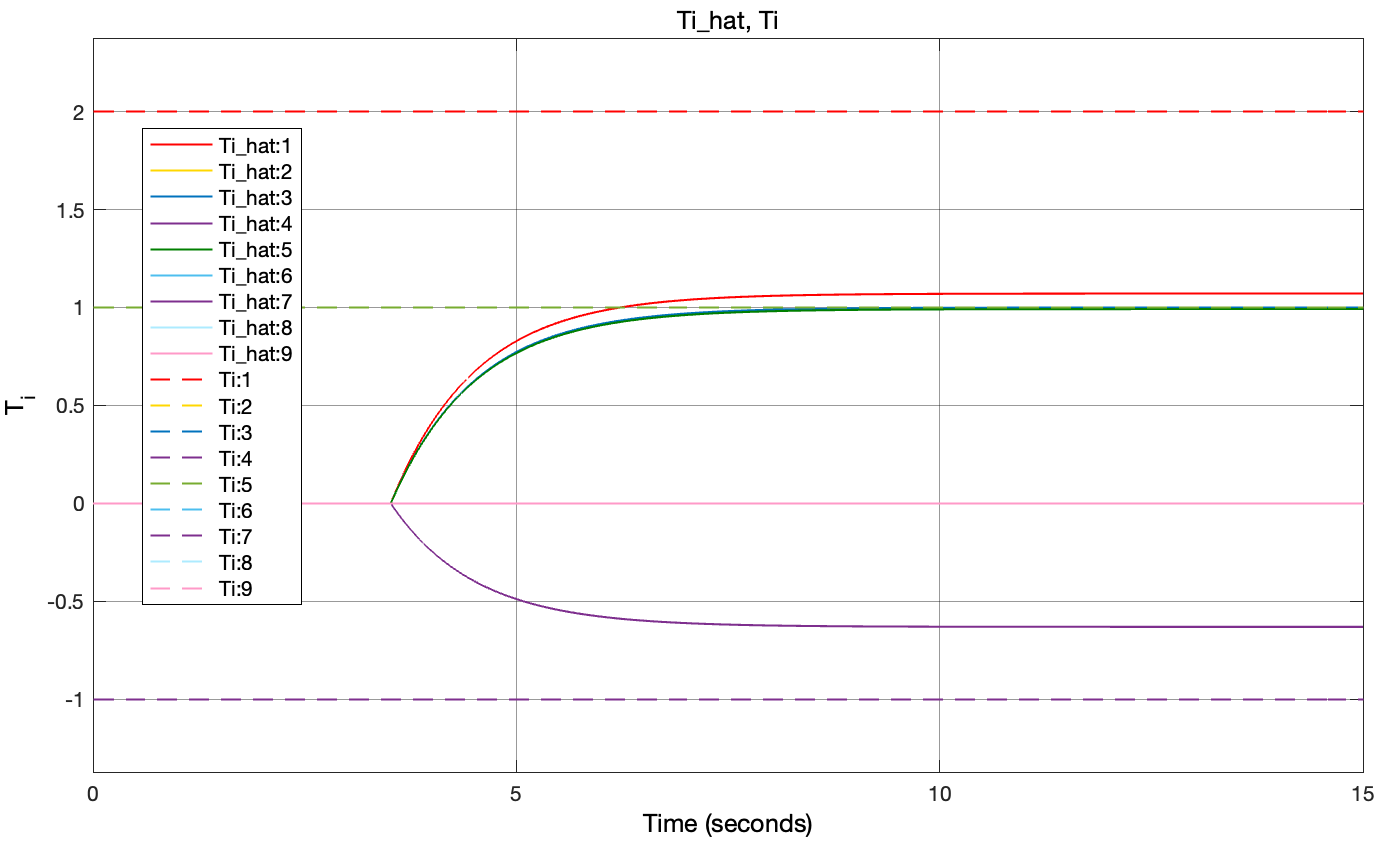 Ti_hat, Ti
2
1.5
1
0.5
0
-0.5
-1
T_i
Ti_hat:1
Ti_hat:2
Ti_hat:3
Ti_hat:4
Ti_hat:5
Ti_hat:6
Ti_hat:7
Ti_hat:8
Ti_hat:9
Ti:1
Ti:2
Ti:3
Ti:4
Ti:5
Ti:6
Ti:7
Ti:8
Ti:9
0 5 10 15
Time (seconds)